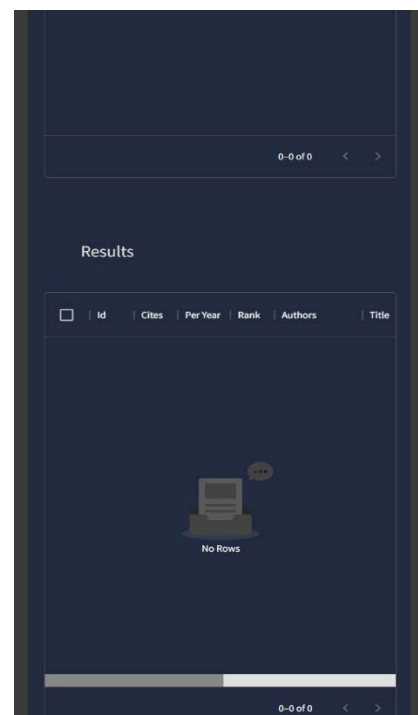 0–0 of 0
Results
Id Cites Per Year Rank Authors Title
No Rows
0–0 of 0